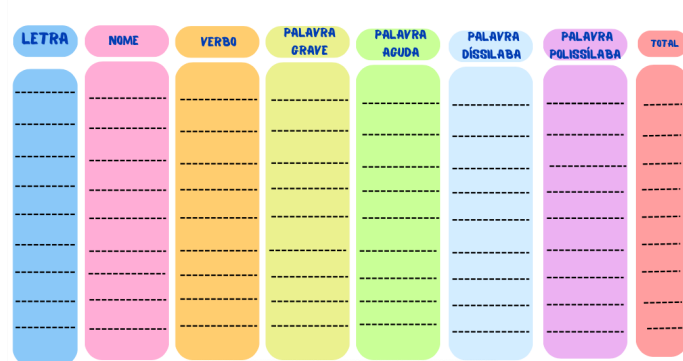 LETRA
NOME
VERBO
PALAVRA
GRAVE
PALAVRA
AGUDA
PALAVRA
DÍSSILABA
PALAVRA
POLISSÍLABA
TOTAL